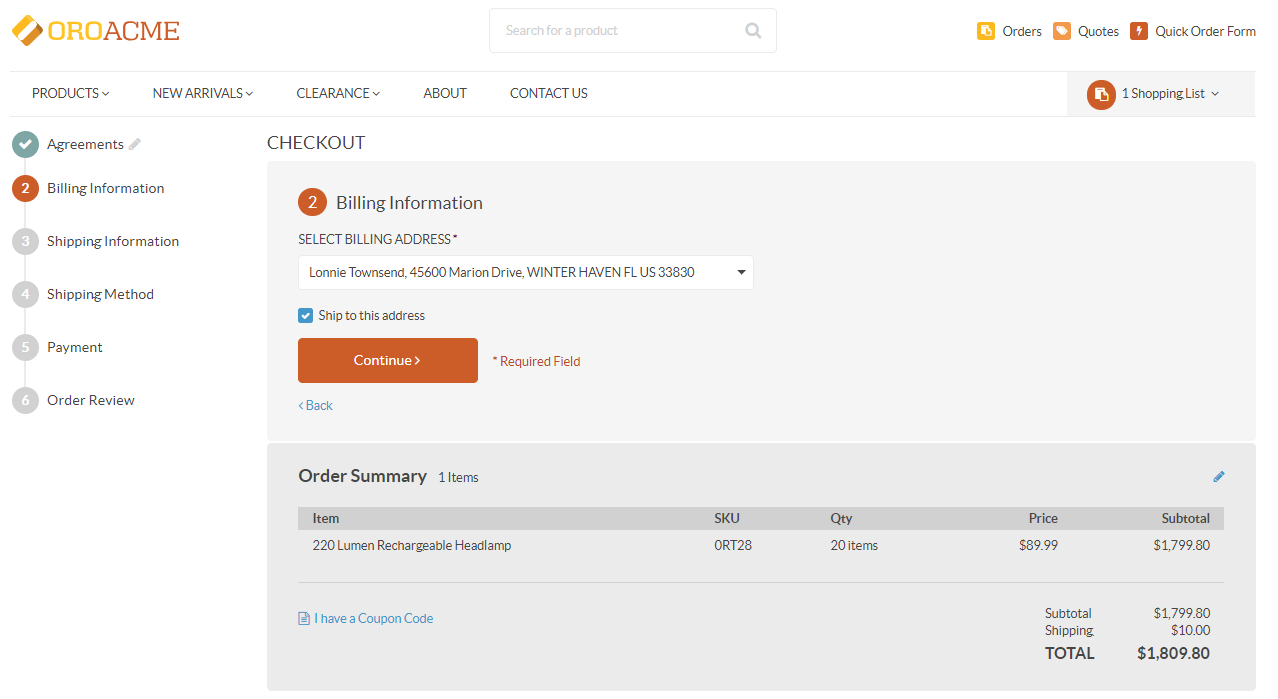 OROACME
Search for a product
Orders Quotes Quick Order Form
PRODUCTS NEW ARRIVALS CLEARANCE ABOUT CONTACT US 1 Shopping List
Agreements
2 Billing Information
3 Shipping Information
4 Shipping Method
5 Payment
6 Order Review
CHECKOUT
2 Billing Information
SELECT BILLING ADDRESS*
Lonnie Townsend, 45600 Marion Drive, WINTER HAVEN FL US 33830
Ship to this address
Continue > * Required Field
< Back
Order Summary 1 Items
Item SKU Qty Price Subtotal
220 Lumen Rechargeable Headlamp 0RT28 20 items $89.99 $1,799.80
I have a Coupon Code
Subtotal $1,799.80
Shipping $10.00
TOTAL $1,809.80